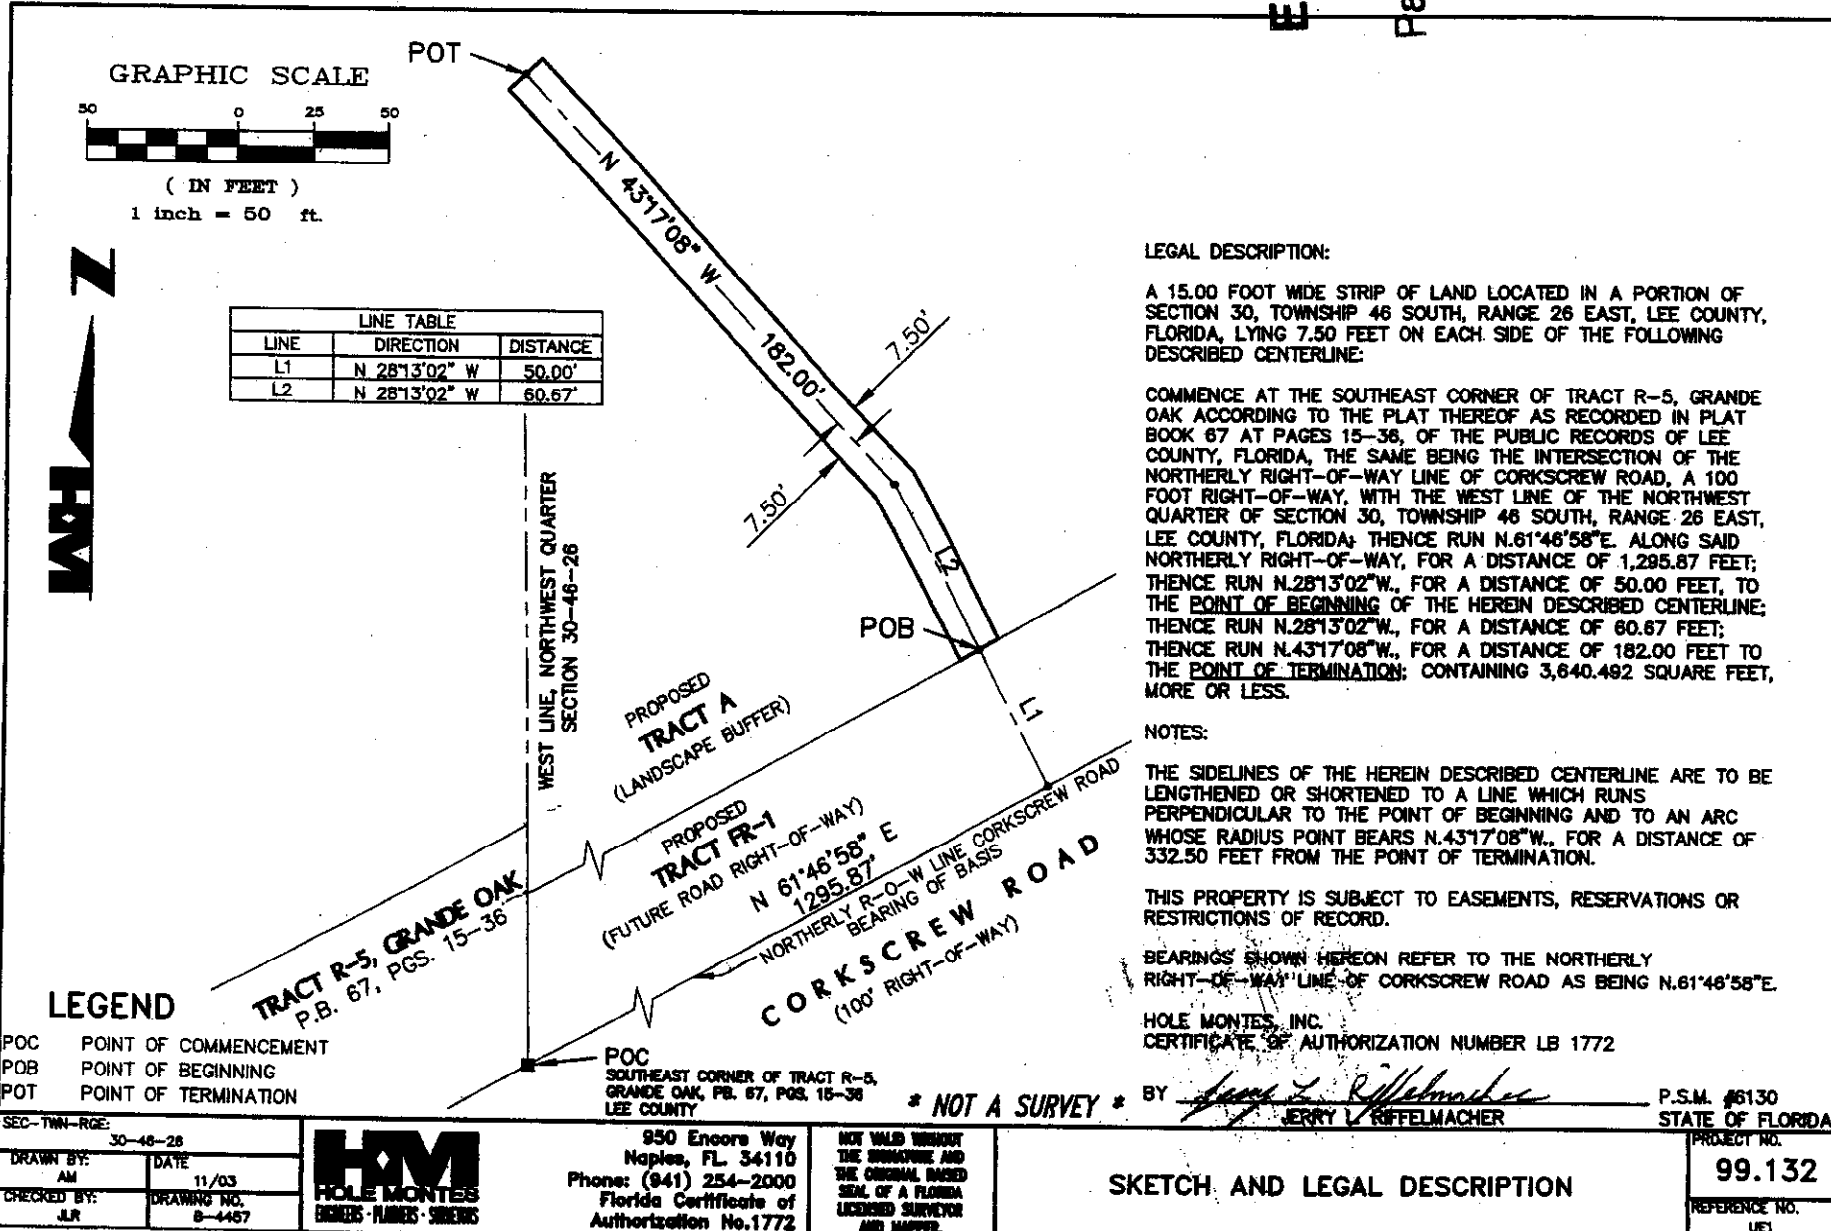 POT
GRAPHIC SCALE
50 0 25 50
( IN FEET )
1 inch = 50 ft.
N
HM
LINE TABLE
LINE DIRECTION DISTANCE
L1 N 28°13'02" W 50.00'
L2 N 28°13'02" W 60.67'
N 43°17'08" W
182.00'
7.50'
7.50'
L2
POB
L1
WEST LINE, NORTHWEST QUARTER
SECTION 30-46-26
PROPOSED
TRACT A
(LANDSCAPE BUFFER)
PROPOSED
TRACT FR-1
(FUTURE ROAD RIGHT-OF-WAY)
N 61°46'58" E
1295.87'
NORTHERLY R-O-W LINE CORKSCREW ROAD
BEARING OF BASIS
CORKSCREW ROAD
(100' RIGHT-OF-WAY)
TRACT R-5, GRANDE OAK
P.B. 67, PGS. 15-36
POC
SOUTHEAST CORNER OF TRACT R-5,
GRANDE OAK, PB. 67, PGS. 15-36
LEE COUNTY
LEGEND
POC POINT OF COMMENCEMENT
POB POINT OF BEGINNING
POT POINT OF TERMINATION
* NOT A SURVEY *
LEGAL DESCRIPTION:
A 15.00 FOOT WIDE STRIP OF LAND LOCATED IN A PORTION OF
SECTION 30, TOWNSHIP 46 SOUTH, RANGE 26 EAST, LEE COUNTY,
FLORIDA, LYING 7.50 FEET ON EACH SIDE OF THE FOLLOWING
DESCRIBED CENTERLINE:
COMMENCE AT THE SOUTHEAST CORNER OF TRACT R-5, GRANDE
OAK ACCORDING TO THE PLAT THEREOF AS RECORDED IN PLAT
BOOK 67 AT PAGES 15-36, OF THE PUBLIC RECORDS OF LEE
COUNTY, FLORIDA, THE SAME BEING THE INTERSECTION OF THE
NORTHERLY RIGHT-OF-WAY LINE OF CORKSCREW ROAD, A 100
FOOT RIGHT-OF-WAY, WITH THE WEST LINE OF THE NORTHWEST
QUARTER OF SECTION 30, TOWNSHIP 46 SOUTH, RANGE 26 EAST,
LEE COUNTY, FLORIDA; THENCE RUN N.61°46'58"E. ALONG SAID
NORTHERLY RIGHT-OF-WAY, FOR A DISTANCE OF 1,295.87 FEET;
THENCE RUN N.28°13'02"W., FOR A DISTANCE OF 50.00 FEET, TO
THE POINT OF BEGINNING OF THE HEREIN DESCRIBED CENTERLINE;
THENCE RUN N.28°13'02"W., FOR A DISTANCE OF 60.67 FEET;
THENCE RUN N.43°17'08"W., FOR A DISTANCE OF 182.00 FEET TO
THE POINT OF TERMINATION; CONTAINING 3,640.492 SQUARE FEET,
MORE OR LESS.
NOTES:
THE SIDELINES OF THE HEREIN DESCRIBED CENTERLINE ARE TO BE
LENGTHENED OR SHORTENED TO A LINE WHICH RUNS
PERPENDICULAR TO THE POINT OF BEGINNING AND TO AN ARC
WHOSE RADIUS POINT BEARS N.43°17'08"W., FOR A DISTANCE OF
332.50 FEET FROM THE POINT OF TERMINATION.
THIS PROPERTY IS SUBJECT TO EASEMENTS, RESERVATIONS OR
RESTRICTIONS OF RECORD.
BEARINGS SHOWN HEREON REFER TO THE NORTHERLY
RIGHT-OF-WAY LINE OF CORKSCREW ROAD AS BEING N.61°46'58"E.
HOLE MONTES, INC.
CERTIFICATE OF AUTHORIZATION NUMBER LB 1772
BY Jerry L. Riffelmacher P.S.M. #6130
JERRY L. RIFFELMACHER STATE OF FLORIDA
SEC-TWN-RGE:
30-46-26
DRAWN BY: AM
DATE 11/03
CHECKED BY: JLR
DRAWING NO. B-4467
HM
HOLE MONTES
ENGINEERS · PLANNERS · SURVEYORS
950 Encore Way
Naples, FL. 34110
Phone: (941) 254-2000
Florida Certificate of
Authorization No.1772
NOT VALID WITHOUT
THE SIGNATURE AND
THE ORIGINAL RAISED
SEAL OF A FLORIDA
LICENSED SURVEYOR
AND MAPPER
SKETCH AND LEGAL DESCRIPTION
PROJECT NO.
99.132
REFERENCE NO.
UE1